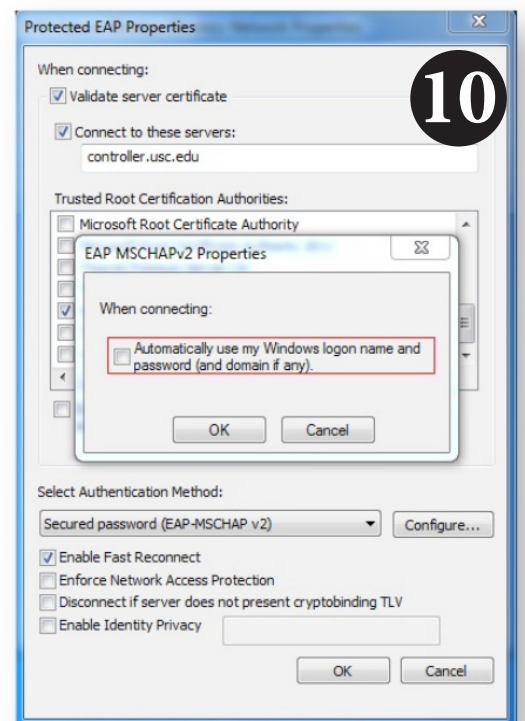 Protected EAP Properties
10
When connecting:
Validate server certificate
Connect to these servers:
controller.usc.edu
Trusted Root Certification Authorities:
Microsoft Root Certificate Authority
EAP MSCHAPv2 Properties
When connecting:
Automatically use my Windows logon name and
password (and domain if any).
OK Cancel
Select Authentication Method:
Secured password (EAP-MSCHAP v2) Configure...
Enable Fast Reconnect
Enforce Network Access Protection
Disconnect if server does not present cryptobinding TLV
Enable Identity Privacy
OK Cancel